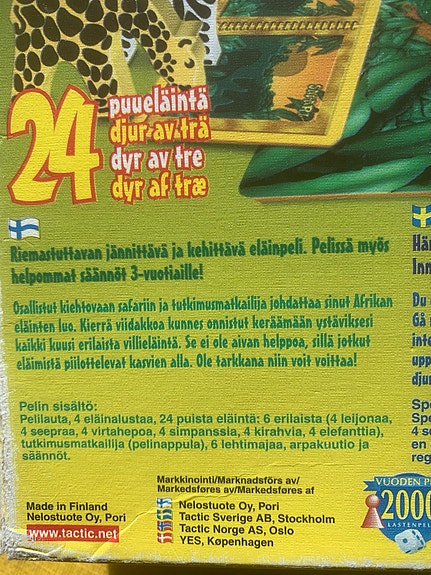 24
puueläintä
djur av trä
dyr av tre
dyr af træ
Riemastuttavan jännittävä ja kehittävä eläinpeli. Pelissä myös
helpommat säännöt 3-vuotiaille!
Osallistut kiehtovaan safariin ja tutkimusmatkailija johdattaa sinut Afrikan
eläinten luo. Kierrä viidakkoa kunnes onnistut keräämään ystäviksesi
kaikki kuusi erilaista villieläintä. Se ei ole aivan helppoa, sillä jotkut
eläimistä piilottelevat kasvien alla. Ole tarkkana niin voit voittaa!
Pelin sisältö:
Pelilauta, 4 eläinalustaa, 24 puista eläintä: 6 erilaista (4 leijonaa,
4 seepraa, 4 virtahepoa, 4 simpanssia, 4 kirahvia, 4 elefanttia),
tutkimusmatkailija (pelinappula), 6 lehtimajaa, arpakuutio ja
säännöt.
Made in Finland
Nelostuote Oy, Pori
www.tactic.net
Markkinointi/Marknadsförs av/
Markedsføres av/Markedsføres af
Nelostuote Oy, Pori
Tactic Sverige AB, Stockholm
Tactic Norge AS, Oslo
YES, Køpenhagen
Du
Gå
VUODEN
2000
LASTENPEL